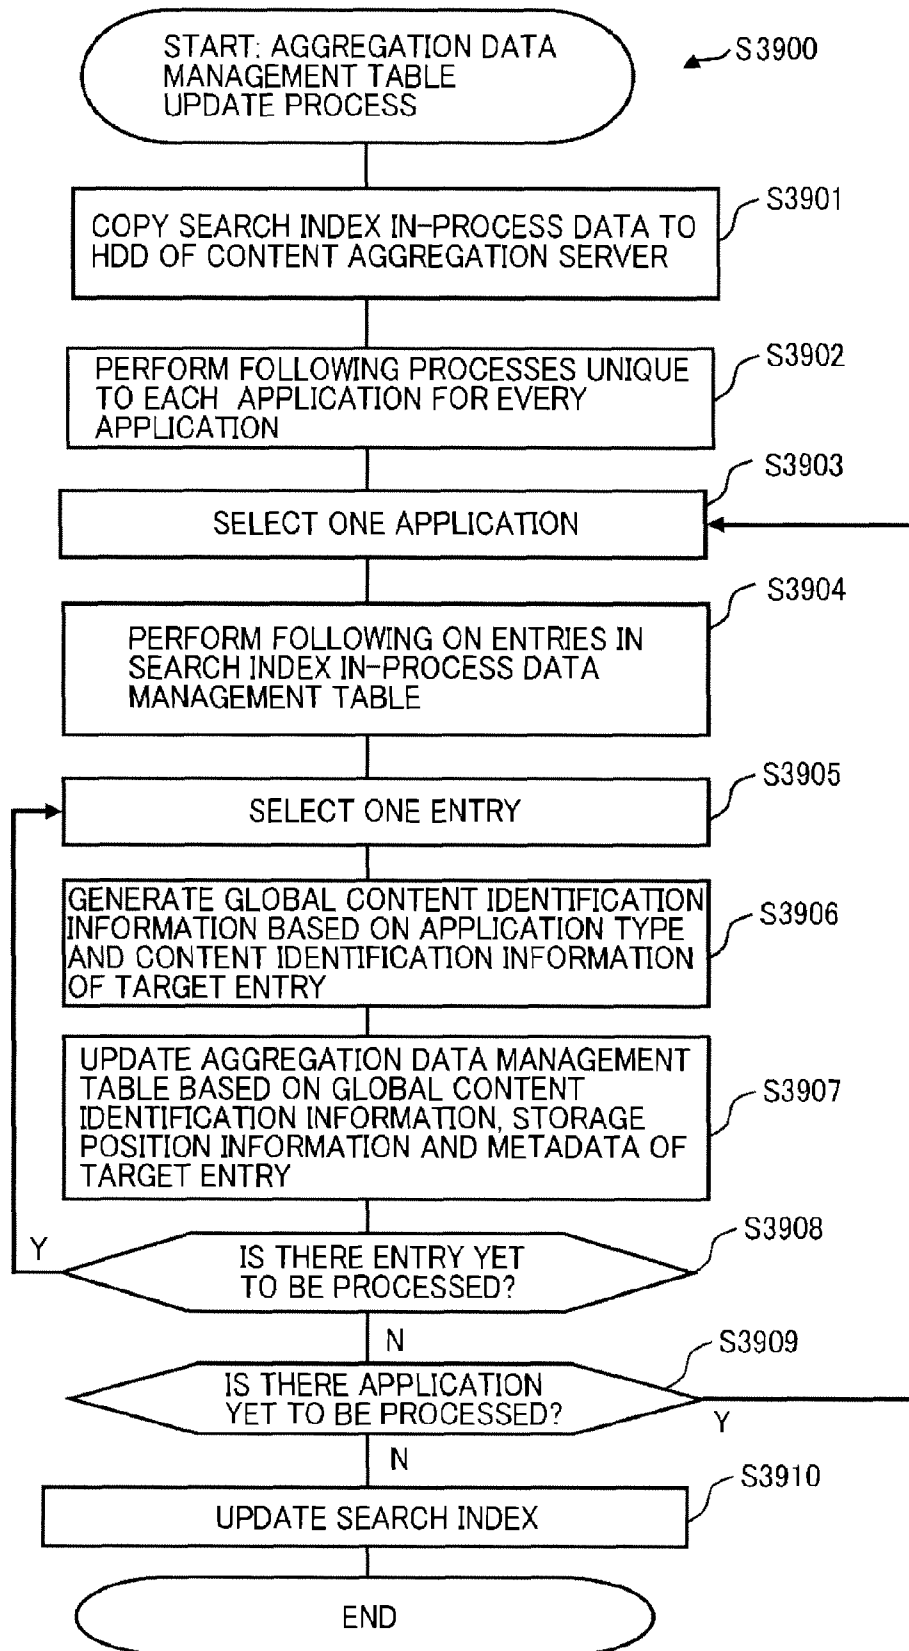 START: AGGREGATION DATA
MANAGEMENT TABLE
UPDATE PROCESS
S3900
S3901
COPY SEARCH INDEX IN-PROCESS DATA TO
HDD OF CONTENT AGGREGATION SERVER
S3902
PERFORM FOLLOWING PROCESSES UNIQUE
TO EACH APPLICATION FOR EVERY
APPLICATION
S3903
SELECT ONE APPLICATION
S3904
PERFORM FOLLOWING ON ENTRIES IN
SEARCH INDEX IN-PROCESS DATA
MANAGEMENT TABLE
S3905
SELECT ONE ENTRY
S3906
GENERATE GLOBAL CONTENT IDENTIFICATION
INFORMATION BASED ON APPLICATION TYPE
AND CONTENT IDENTIFICATION INFORMATION
OF TARGET ENTRY
S3907
UPDATE AGGREGATION DATA MANAGEMENT
TABLE BASED ON GLOBAL CONTENT
IDENTIFICATION INFORMATION, STORAGE
POSITION INFORMATION AND METADATA OF
TARGET ENTRY
S3908
Y
IS THERE ENTRY YET
TO BE PROCESSED?
N
S3909
IS THERE APPLICATION
YET TO BE PROCESSED?
Y
N
S3910
UPDATE SEARCH INDEX
END